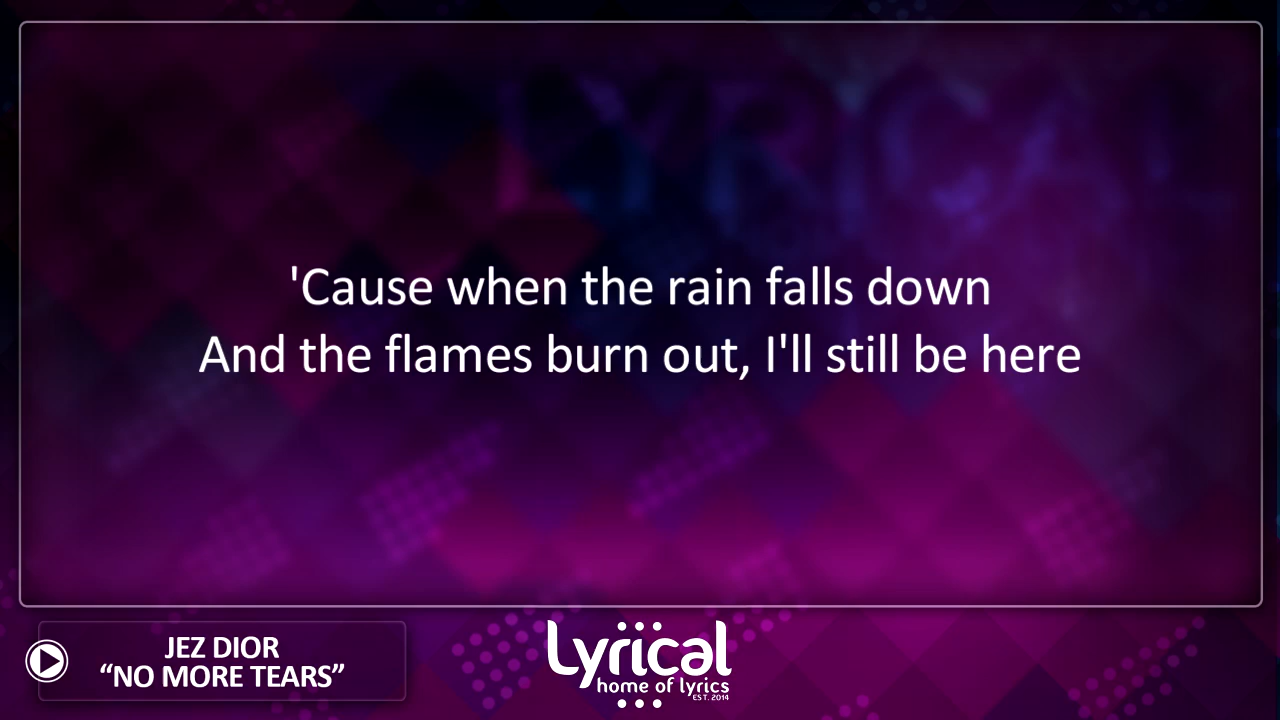 LYRICAL
'Cause when the rain falls down
And the flames burn out, I'll still be here
JEZ DIOR
“NO MORE TEARS”
Lyrical
home of lyrics
EST. 2014